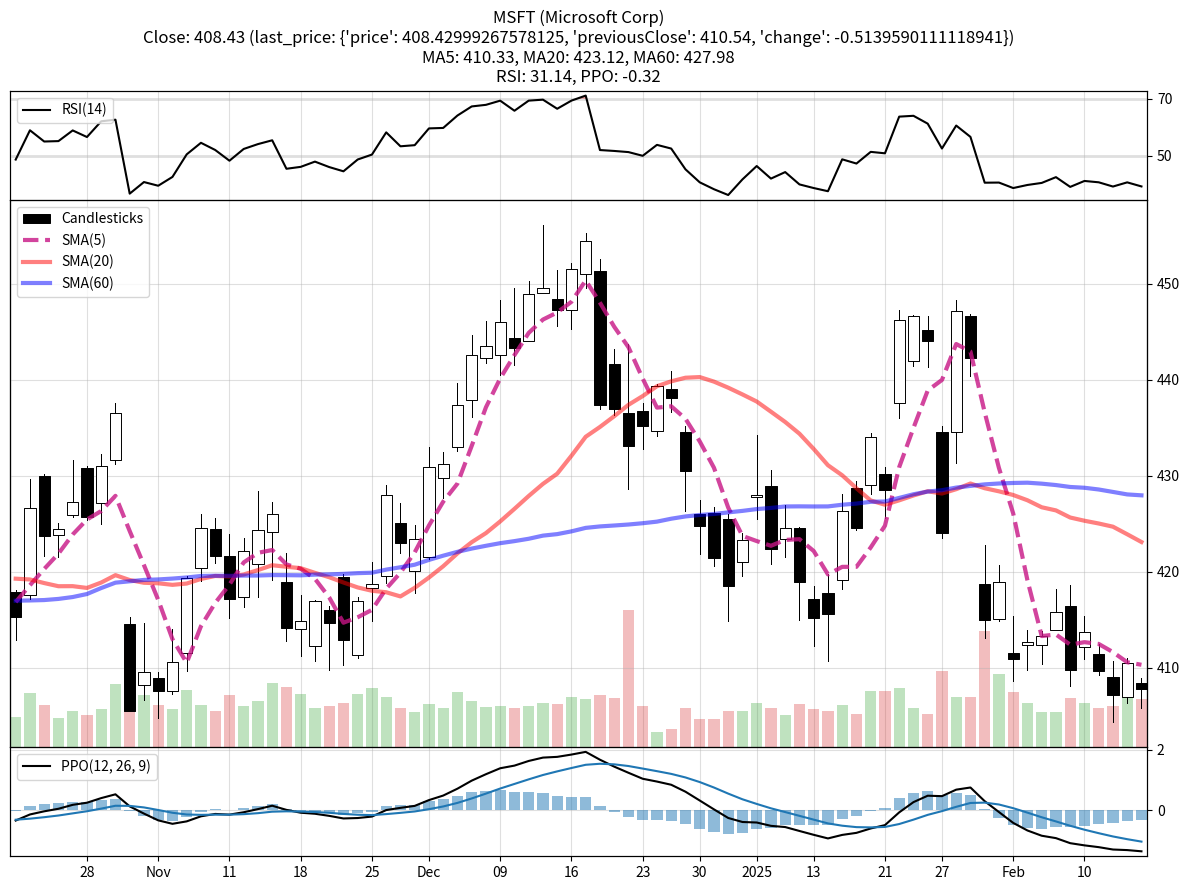 MSFT (Microsoft Corp)
Close: 408.43 (last_price: {'price': 408.42999267578125, 'previousClose': 410.54, 'change': -0.5139590111118941})
MA5: 410.33, MA20: 423.12, MA60: 427.98
RSI: 31.14, PPO: -0.32
RSI(14)
70
50
Candlesticks
SMA(5)
SMA(20)
SMA(60)
450
440
430
420
410
PPO(12, 26, 9)
2
0
28 Nov 11 18 25 Dec 09 16 23 30 2025 13 21 27 Feb 10